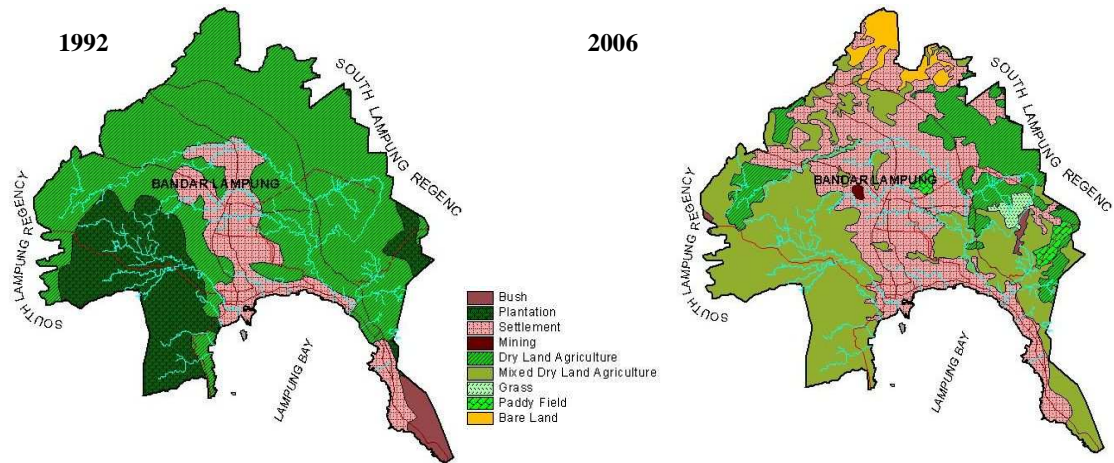 1992
2006
SOUTH LAMPUNG REGENC
BANDAR LAMPUNG
SOUTH LAMPUNG REGENCY
LAMPUNG BAY
Bush
Plantation
Settlement
Mining
Dry Land Agriculture
Mixed Dry Land Agriculture
Grass
Paddy Field
Bare Land
SOUTH LAMPUNG REGENC
BANDAR LAMPUNG
SOUTH LAMPUNG REGENCY
LAMPUNG BAY